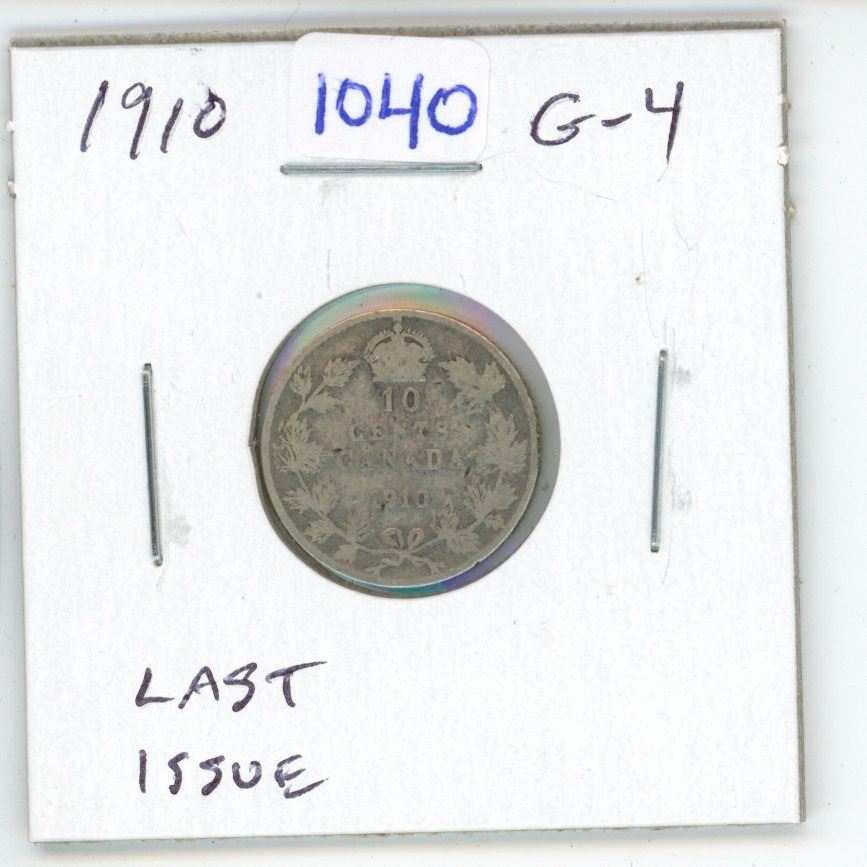 1910 1040 G-4
10
CENTS
CANADA
1910
LAST
ISSUE